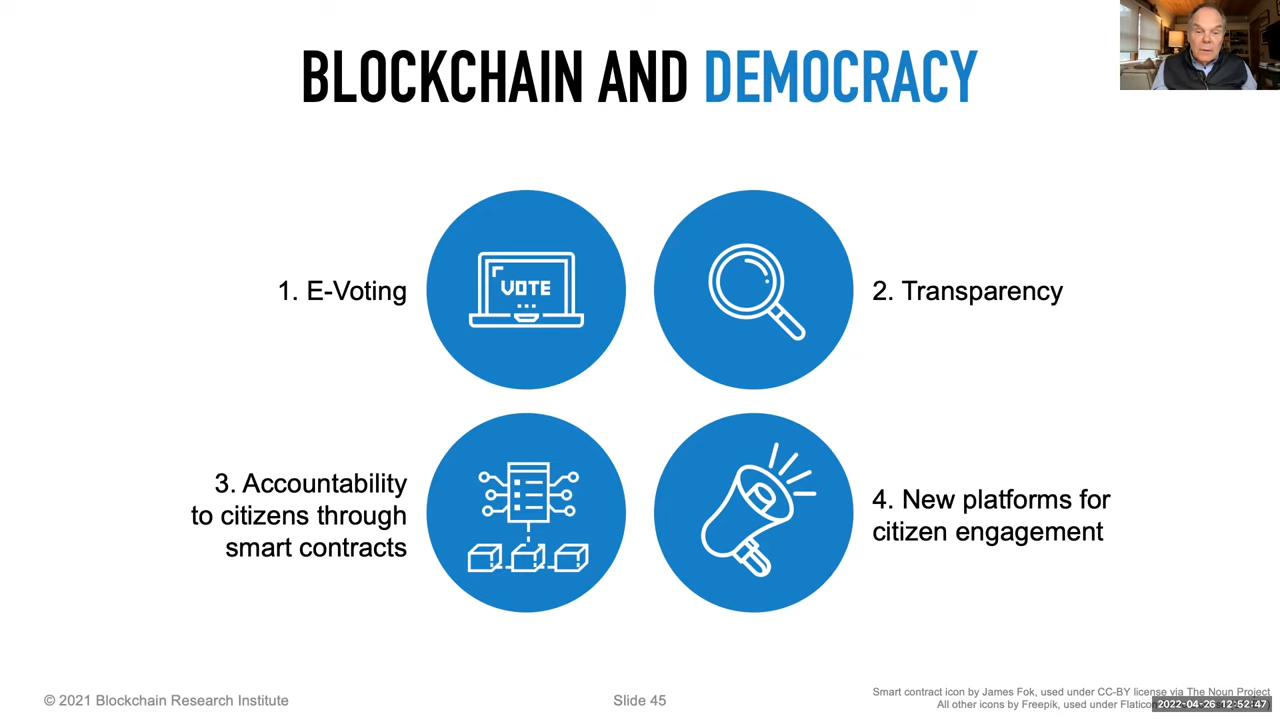 BLOCKCHAIN AND DEMOCRACY
1. E-Voting
VOTE
2. Transparency
3. Accountability
to citizens through
smart contracts
4. New platforms for
citizen engagement
© 2021 Blockchain Research Institute
Slide 45
Smart contract icon by James Fok, used under CC-BY license via The Noun Project
All other icons by Freepik, used under
2022-04-26 12:52:47